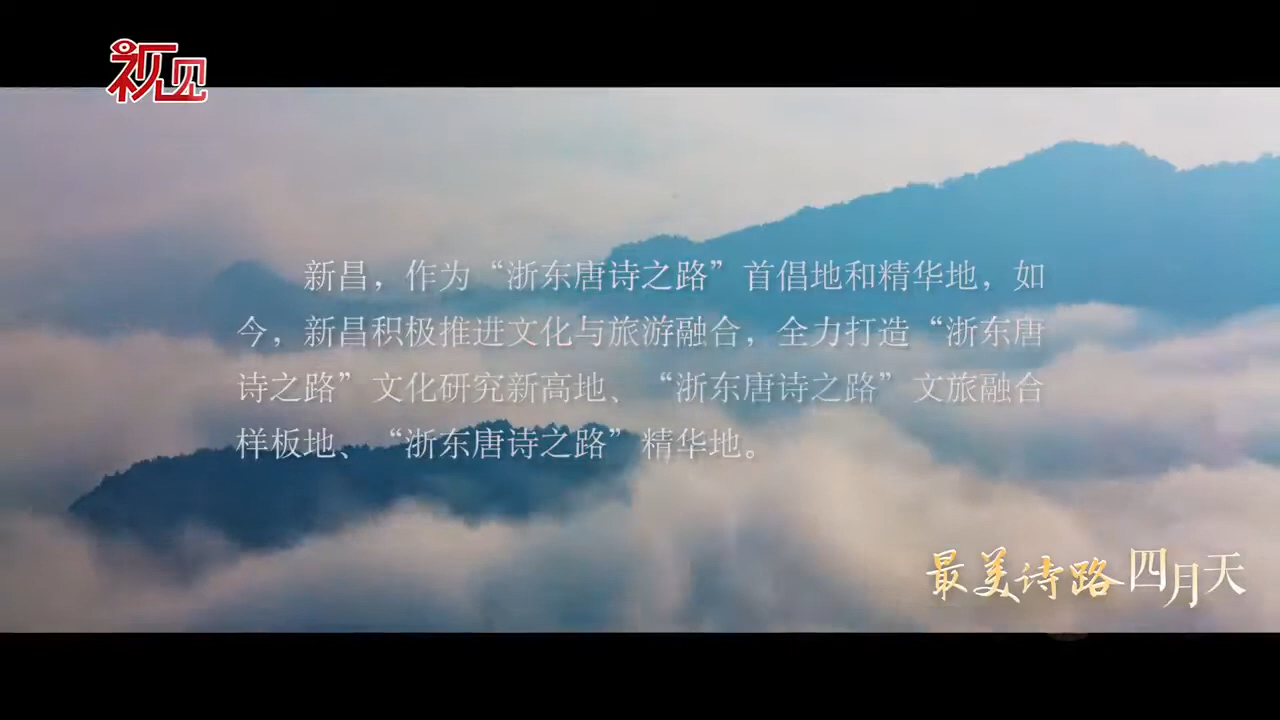 视见
新昌，作为“浙东唐诗之路”首倡地和精华地，如
今，新昌积极推进文化与旅游融合，全力打造“浙东唐
诗之路”文化研究新高地、“浙东唐诗之路”文旅融合
样板地、“浙东唐诗之路”精华地。
最美诗路四月天